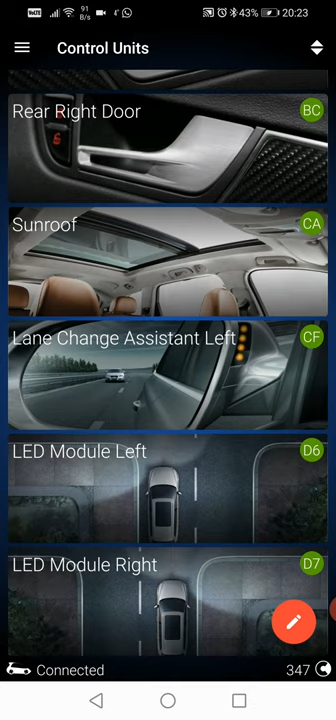 VoLTE 91 B/s 43% 20:23
Control Units
Rear Right Door BC
Sunroof CA
Lane Change Assistant Left CF
LED Module Left D6
LED Module Right D7
Connected 347